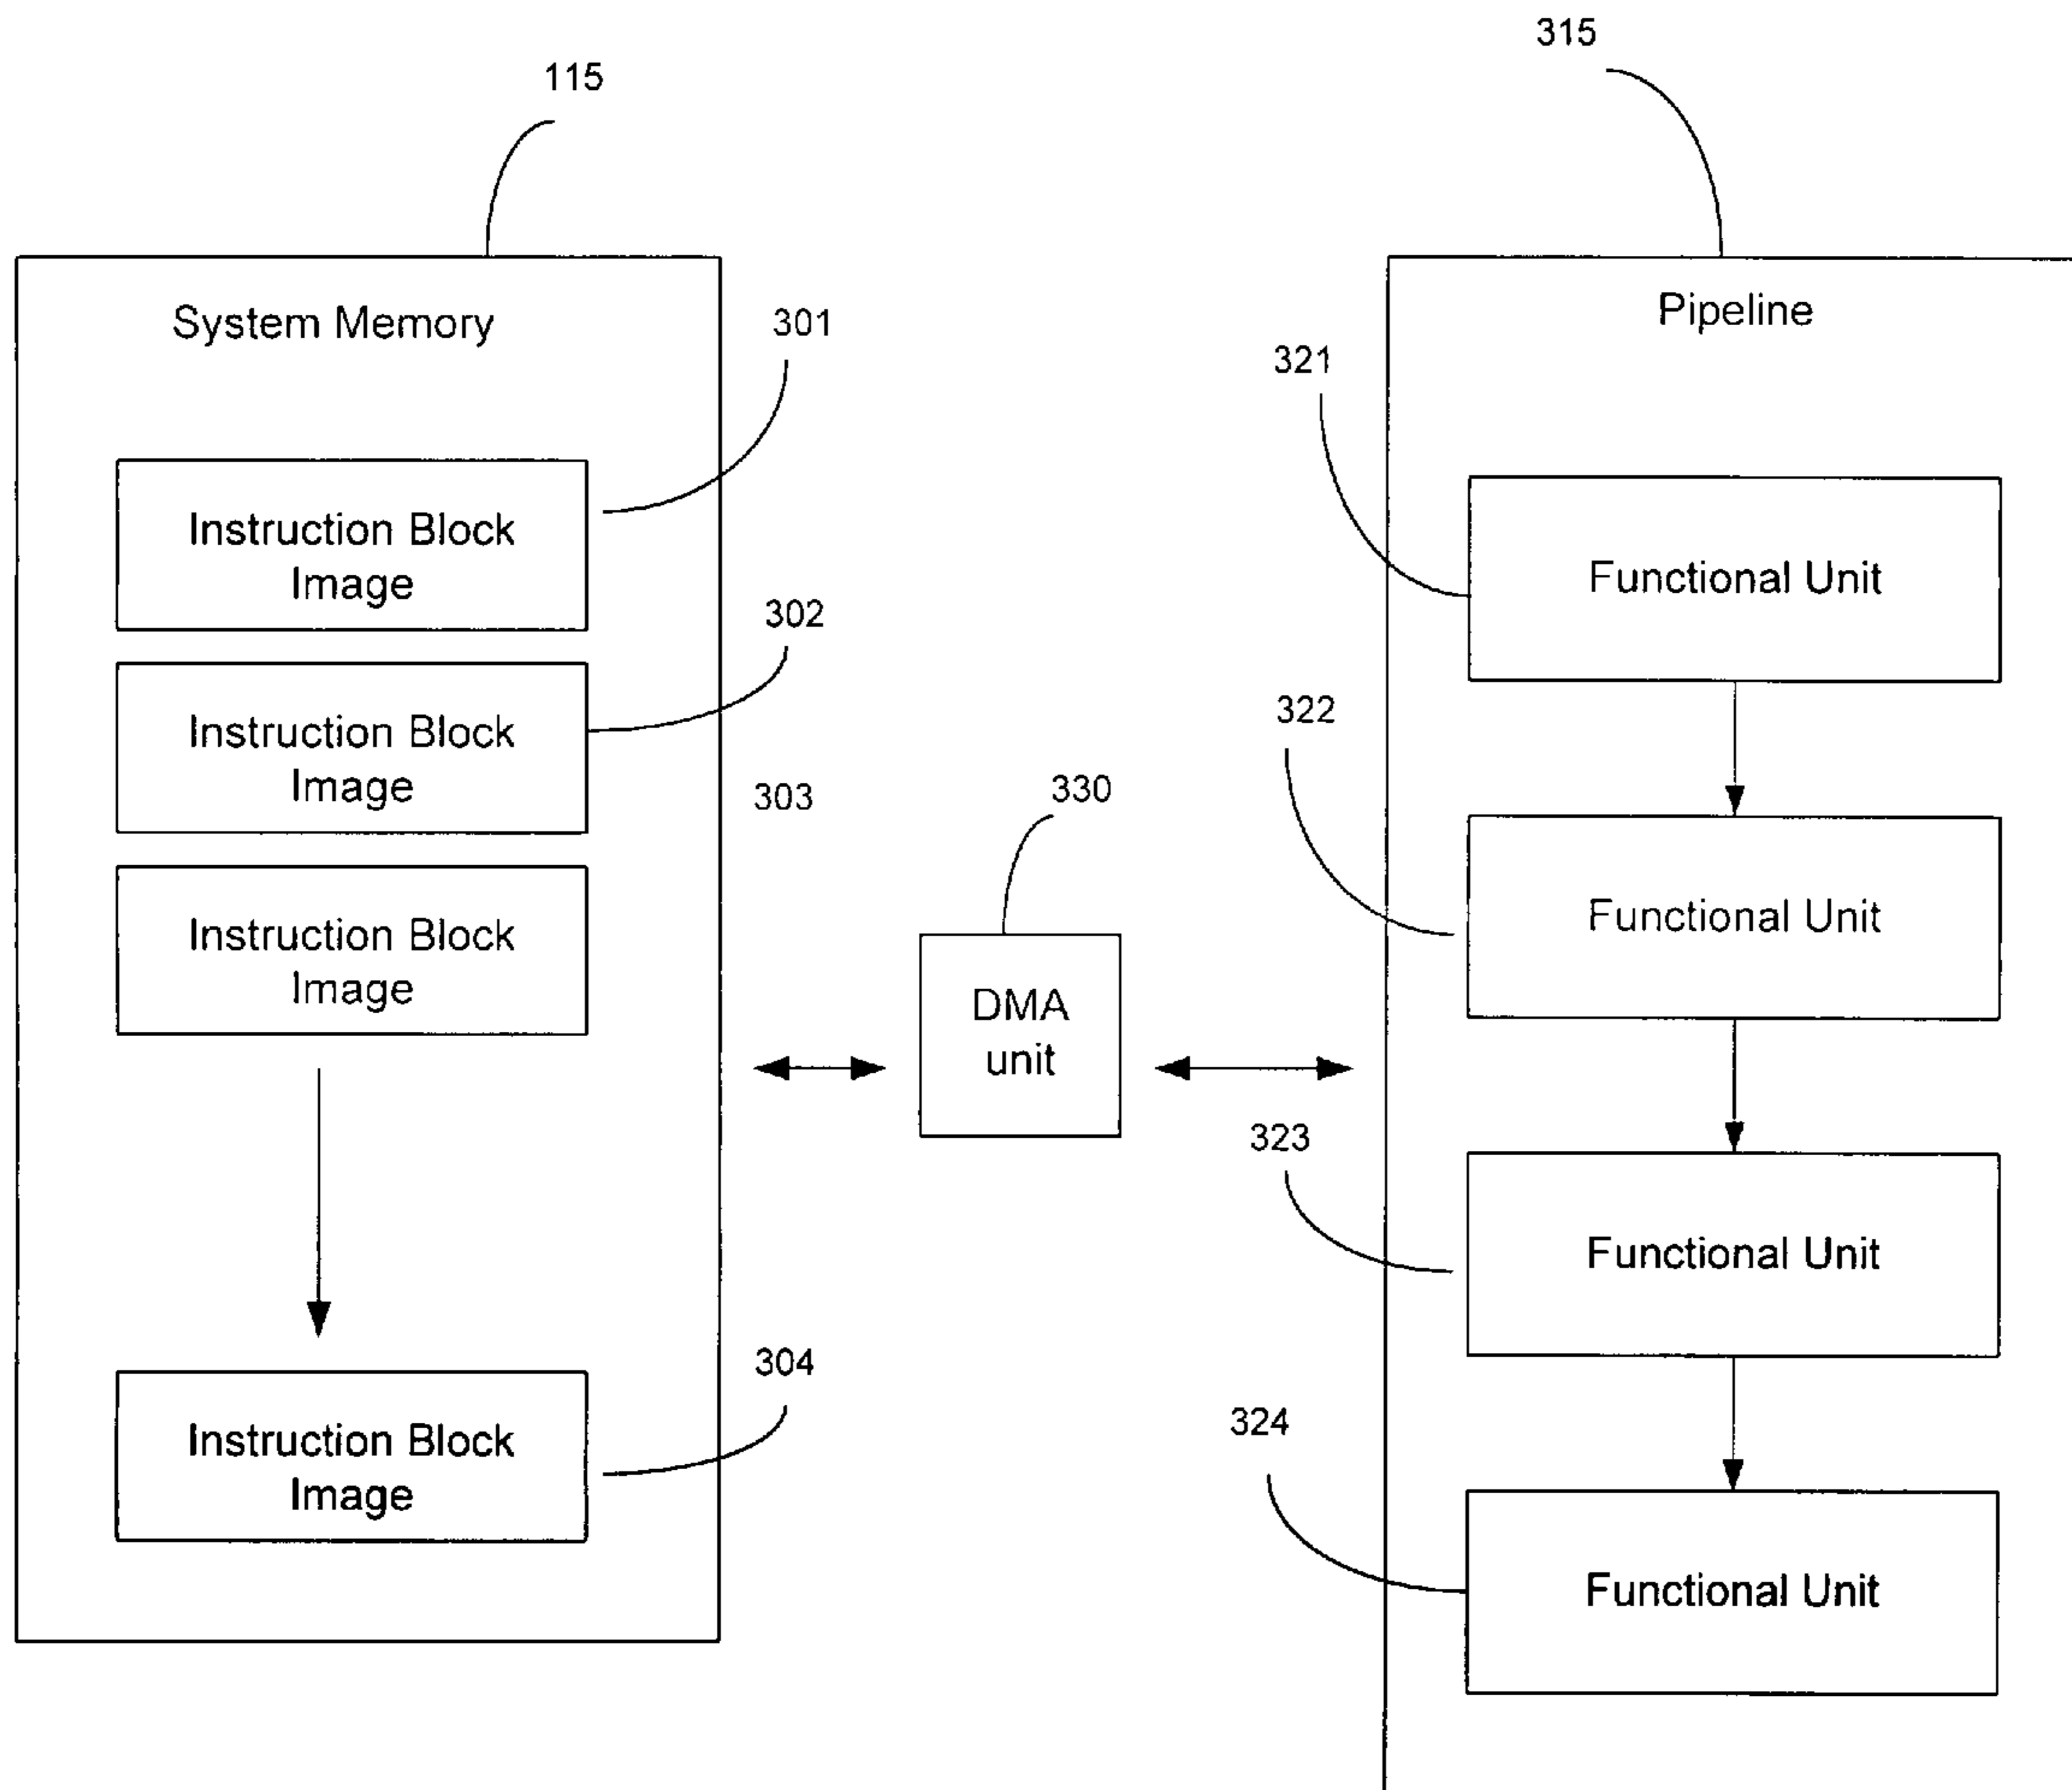 315
115
System Memory
Pipeline
301
321
Instruction Block
Image
Functional Unit
302
Instruction Block
Image
322
303
330
Functional Unit
Instruction Block
Image
DMA
unit
323
Functional Unit
304
324
Instruction Block
Image
Functional Unit